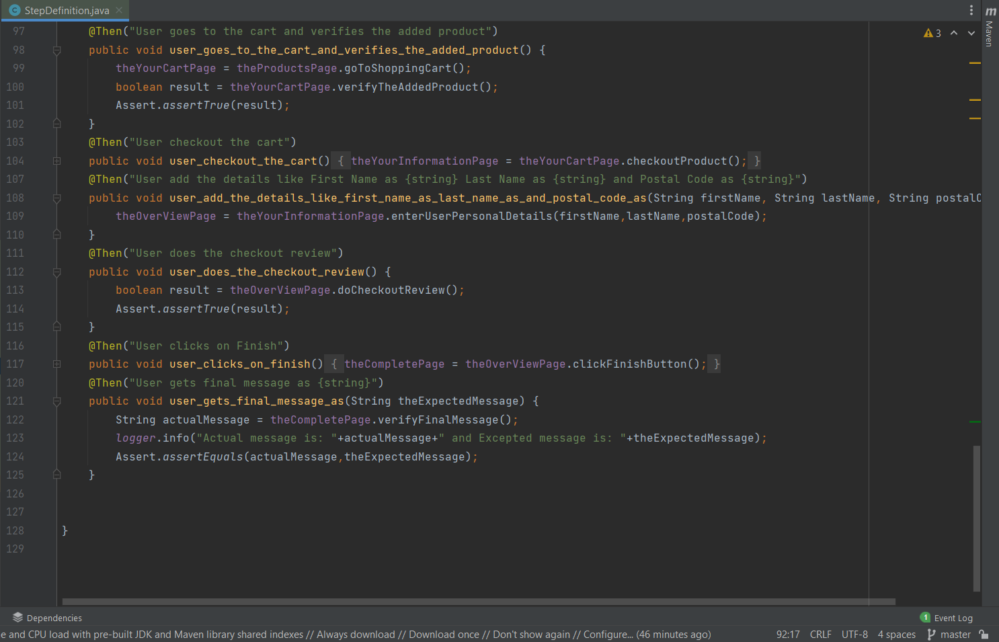 StepDefinition.java
m
Maven
3
97 @Then("User goes to the cart and verifies the added product")
98 public void user_goes_to_the_cart_and_verifies_the_added_product() {
99 theYourCartPage = theProductsPage.goToShoppingCart();
100 boolean result = theYourCartPage.verifyTheAddedProduct();
101 Assert.assertTrue(result);
102 }
103 @Then("User checkout the cart")
104 public void user_checkout_the_cart() { theYourInformationPage = theYourCartPage.checkoutProduct(); }
107 @Then("User add the details like First Name as {string} Last Name as {string} and Postal Code as {string}")
108 public void user_add_the_details_like_first_name_as_last_name_as_and_postal_code_as(String firstName, String lastName, String postalC
109 theOverViewPage = theYourInformationPage.enterUserPersonalDetails(firstName,lastName,postalCode);
110 }
111 @Then("User does the checkout review")
112 public void user_does_the_checkout_review() {
113 boolean result = theOverViewPage.doCheckoutReview();
114 Assert.assertTrue(result);
115 }
116 @Then("User clicks on Finish")
117 public void user_clicks_on_finish() { theCompletePage = theOverViewPage.clickFinishButton(); }
120 @Then("User gets final message as {string}")
121 public void user_gets_final_message_as(String theExpectedMessage) {
122 String actualMessage = theCompletePage.verifyFinalMessage();
123 logger.info("Actual message is: "+actualMessage+" and Excepted message is: "+theExpectedMessage);
124 Assert.assertEquals(actualMessage,theExpectedMessage);
125 }
126
127
128 }
129
Dependencies
1 Event Log
e and CPU load with pre-built JDK and Maven library shared indexes // Always download // Download once // Don't show again // Configure... (46 minutes ago)
92:17 CRLF UTF-8 4 spaces master